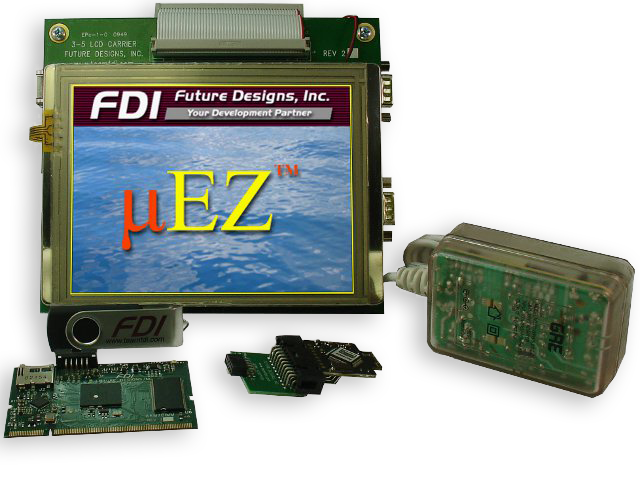 EPC-1-0 0949
3-5 LCD CARRIER
FUTURE DESIGNS, INC.
REV 2
FDI Future Designs, Inc.
Your Development Partner
µEZ™
FDI
www.teamfdi.com
GRE